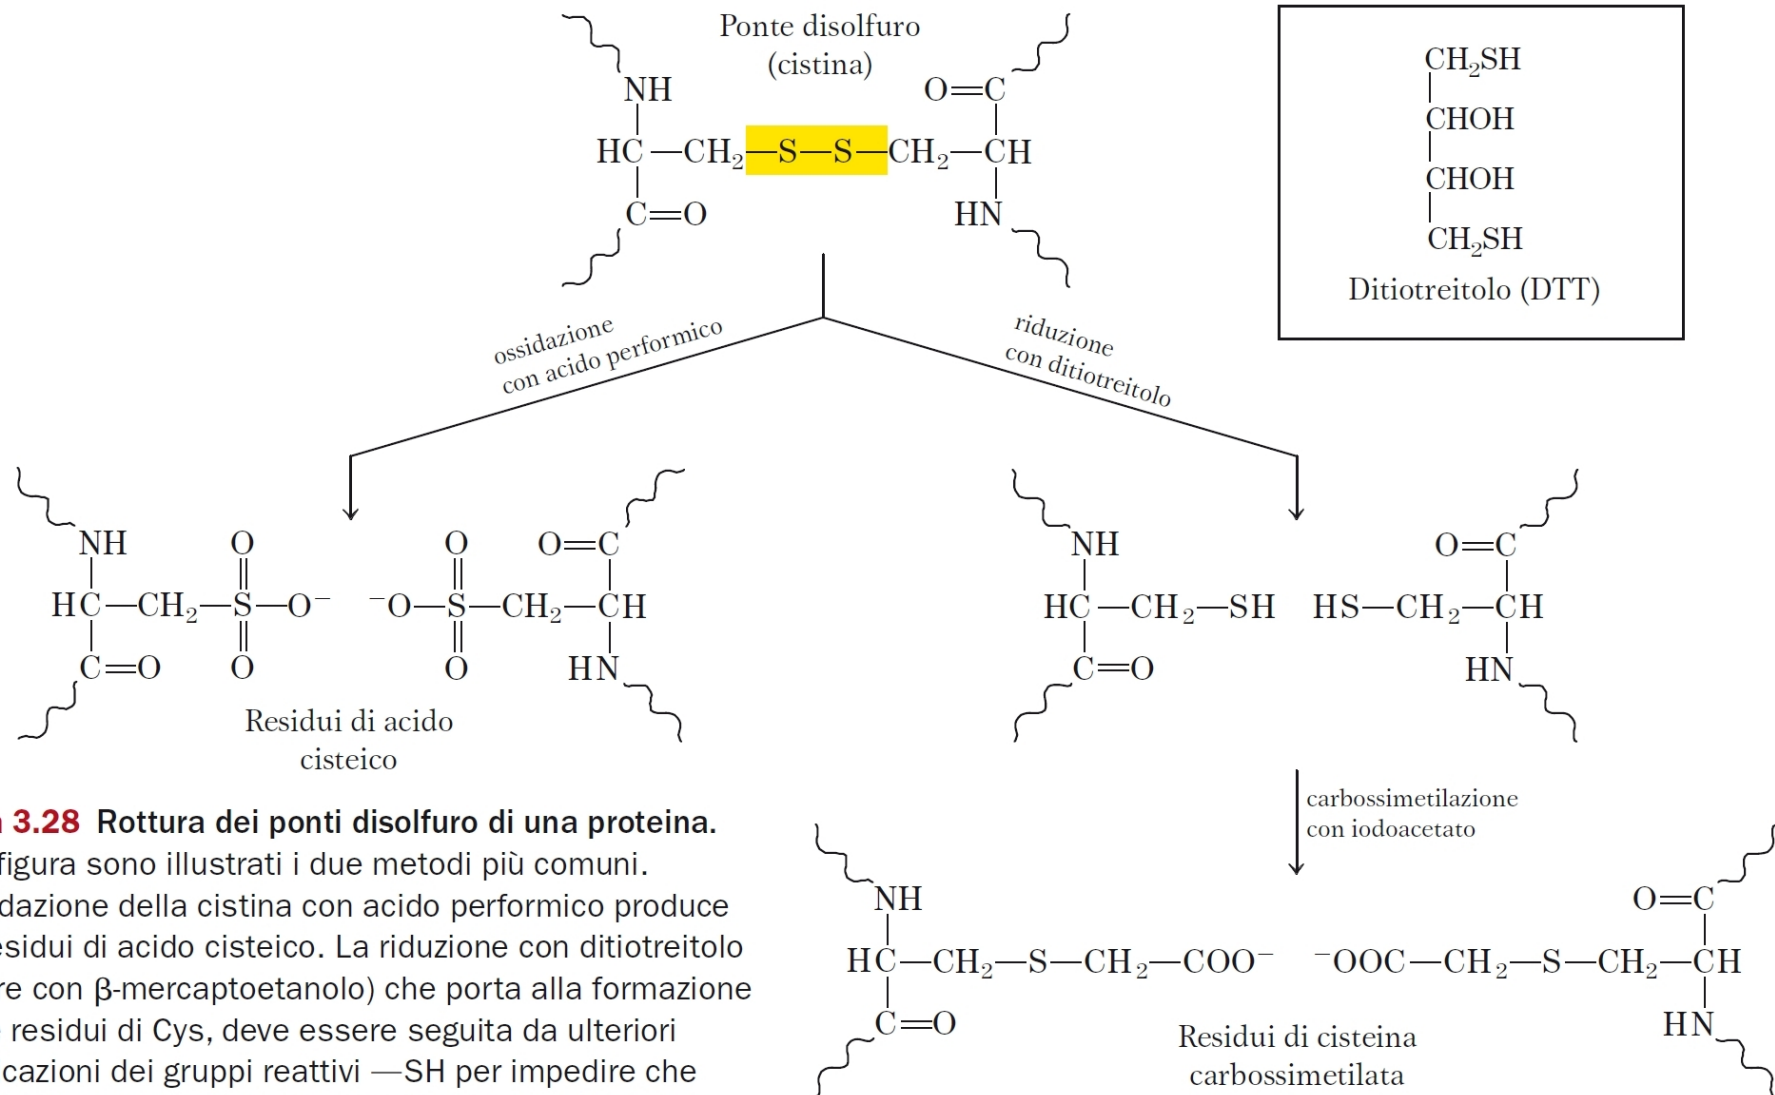 Ponte disolfuro
(cistina)
NH
O=C
HC—CH₂—S—S—CH₂—CH
C=O
HN
CH₂SH
CHOH
CHOH
CH₂SH
Ditiotreitolo (DTT)
ossidazione
con acido performico
riduzione
con ditiotreitolo
NH
O
O
O=C
HC—CH₂—S—O⁻ ⁻O—S—CH₂—CH
C=O
O
O
HN
Residui di acido
cisteico
NH
O=C
HC—CH₂—SH HS—CH₂—CH
C=O
HN
carbossimetilazione
con iodoacetato
NH
O=C
HC—CH₂—S—CH₂—COO⁻ ⁻OOC—CH₂—S—CH₂—CH
C=O
HN
Residui di cisteina
carbossimetilata
3.28 Rottura dei ponti disolfuro di una proteina.
figura sono illustrati i due metodi più comuni.
dazione della cistina con acido performico produce
esidui di acido cisteico. La riduzione con ditiotreitolo
re con β-mercaptoetanolo) che porta alla formazione
residui di Cys, deve essere seguita da ulteriori
cazioni dei gruppi reattivi —SH per impedire che